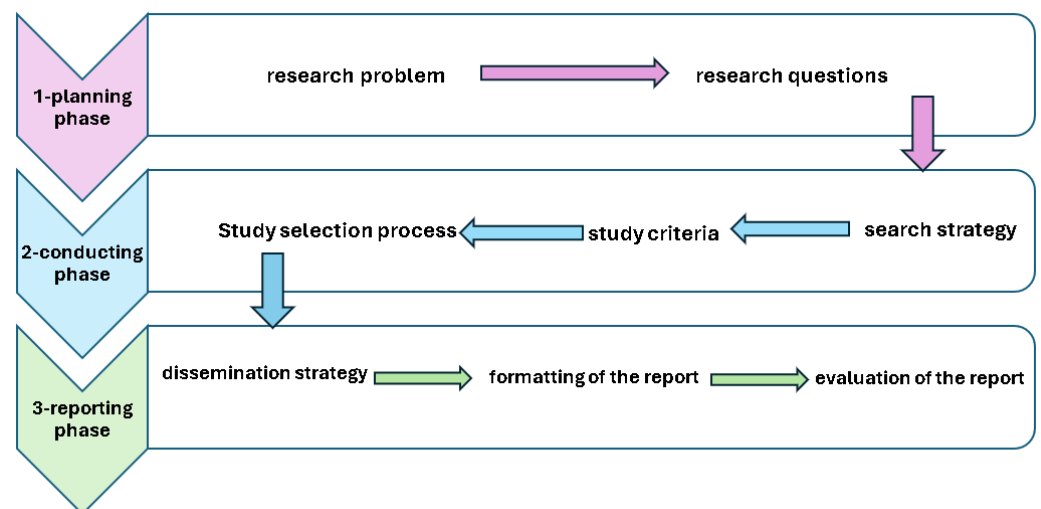 1-planning
phase
research problem
research questions
2-conducting
phase
Study selection process
study criteria
search strategy
3-reporting
phase
dissemination strategy
formatting of the report
evaluation of the report